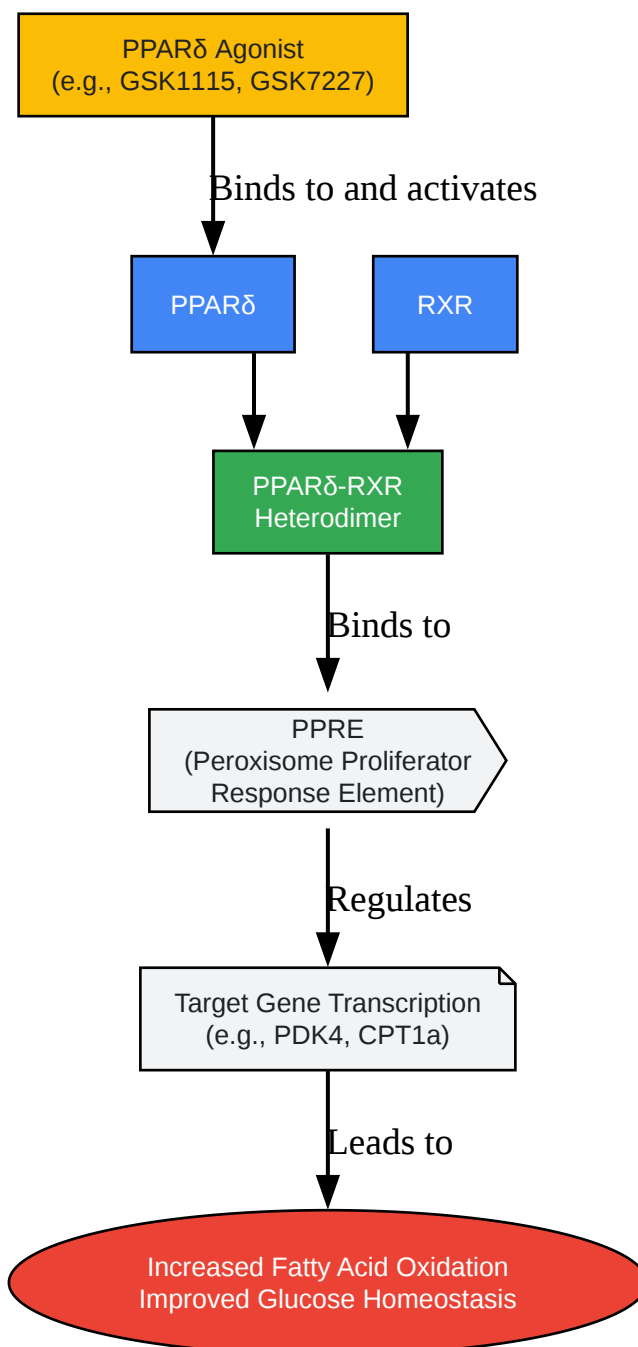 PPARδ Agonist
(e.g., GSK1115, GSK7227)
Binds to and activates
PPARδ
RXR
PPARδ-RXR
Heterodimer
Binds to
PPRE
(Peroxisome Proliferator
Response Element)
Regulates
Target Gene Transcription
(e.g., PDK4, CPT1a)
Leads to
Increased Fatty Acid Oxidation
Improved Glucose Homeostasis